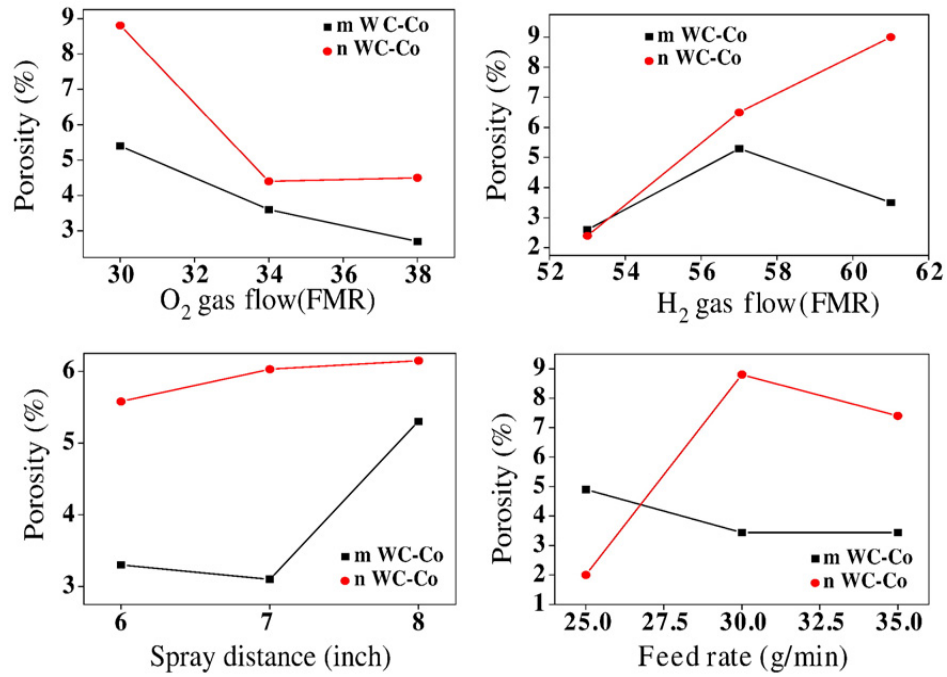 9
8
7
6
5
4
3
Porosity (%)
m WC-Co
n WC-Co
30 32 34 36 38
O2 gas flow(FMR)
9
8
7
6
5
4
3
2
Porosity (%)
m WC-Co
n WC-Co
52 54 56 58 60 62
H2 gas flow(FMR)
6
5
4
3
Porosity (%)
m WC-Co
n WC-Co
6 7 8
Spray distance (inch)
9
8
7
6
5
4
3
2
1
Porosity (%)
m WC-Co
n WC-Co
25.0 27.5 30.0 32.5 35.0
Feed rate (g/min)